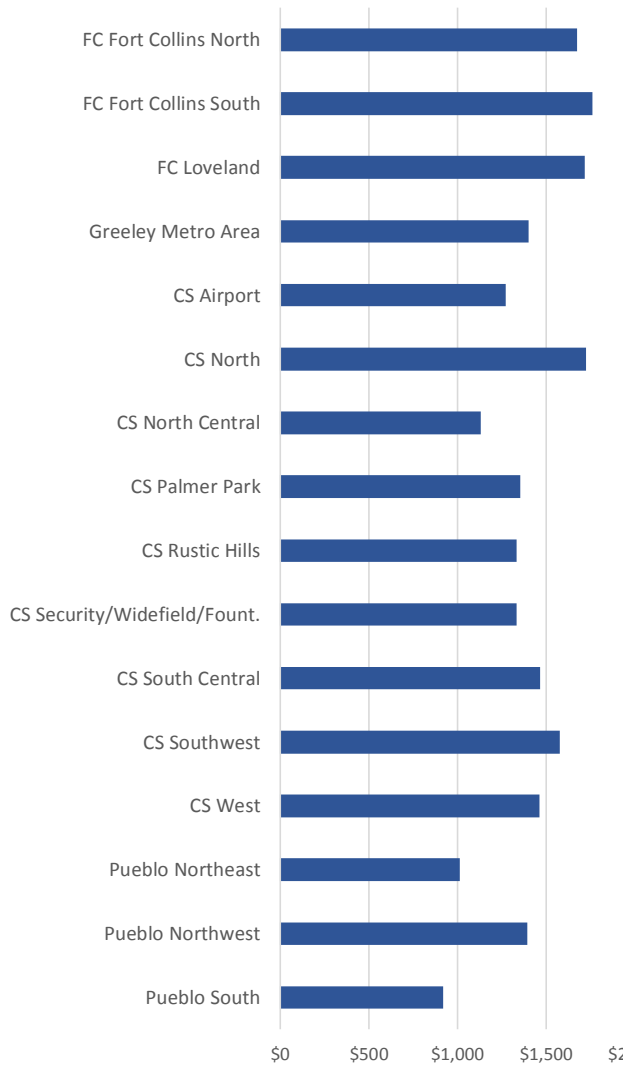 FC Fort Collins North
FC Fort Collins South
FC Loveland
Greeley Metro Area
CS Airport
CS North
CS North Central
CS Palmer Park
CS Rustic Hills
CS Security/Widefield/Fount.
CS South Central
CS Southwest
CS West
Pueblo Northeast
Pueblo Northwest
Pueblo South
$0 $500 $1,000 $1,500